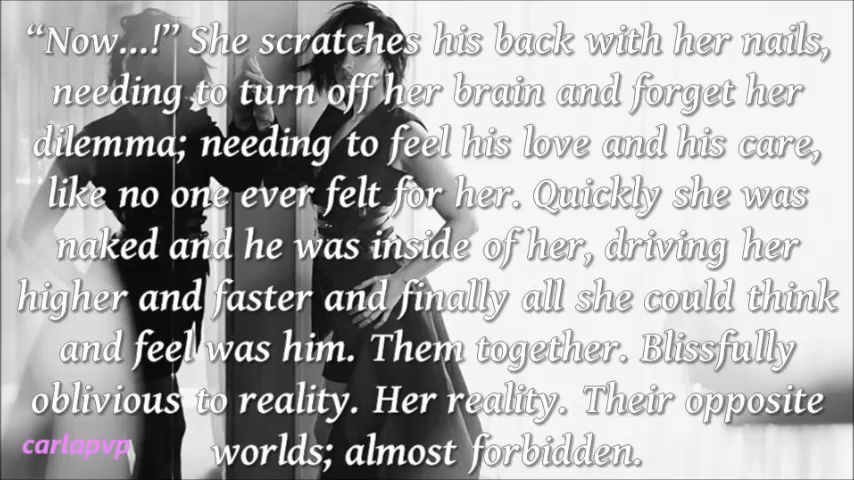 “Now...!” She scratches his back with her nails,
needing to turn off her brain and forget her
dilemma; needing to feel his love and his care,
like no one ever felt for her. Quickly she was
naked and he was inside of her, driving her
higher and faster and finally all she could think
and feel was him. Them together. Blissfully
oblivious to reality. Her reality. Their opposite
worlds; almost forbidden.
carlapvp